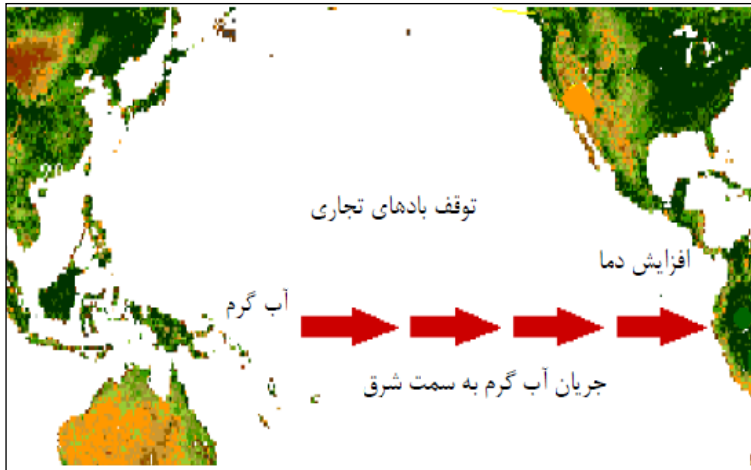 توقف بادهای تجاری
افزایش دما
آب گرم
جریان آب گرم به سمت شرق